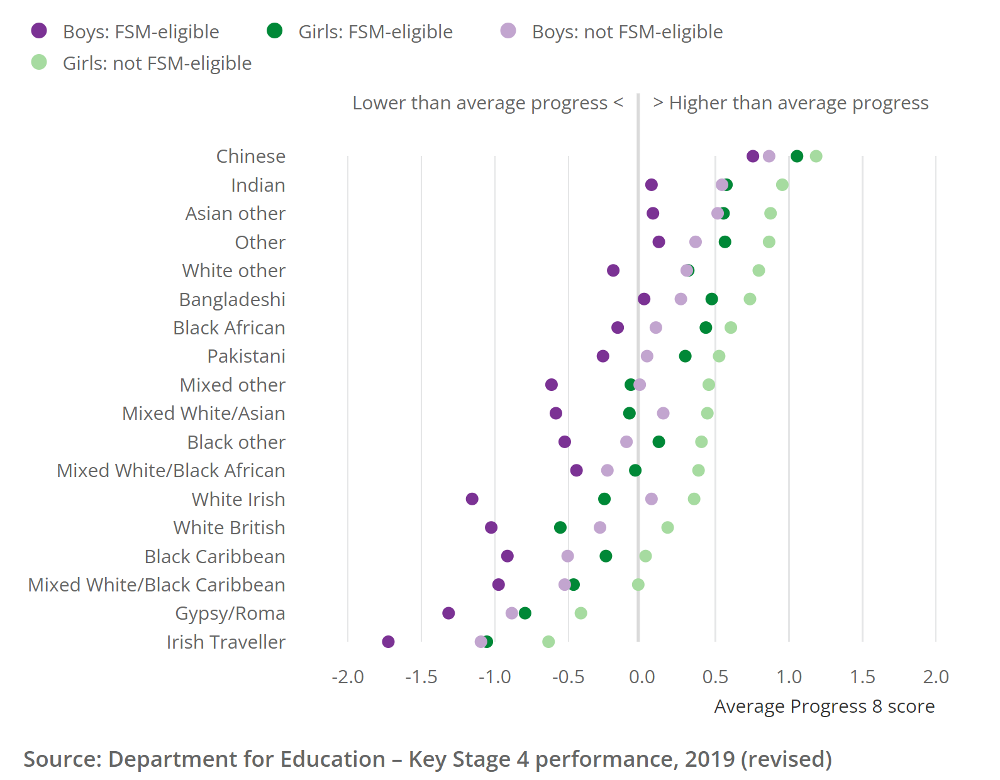 Boys: FSM-eligible
Girls: FSM-eligible
Boys: not FSM-eligible
Girls: not FSM-eligible
Lower than average progress <
> Higher than average progress
Chinese
Indian
Asian other
Other
White other
Bangladeshi
Black African
Pakistani
Mixed other
Mixed White/Asian
Black other
Mixed White/Black African
White Irish
White British
Black Caribbean
Mixed White/Black Caribbean
Gypsy/Roma
Irish Traveller
-2.0 -1.5 -1.0 -0.5 0.0 0.5 1.0 1.5 2.0
Average Progress 8 score
Source: Department for Education – Key Stage 4 performance, 2019 (revised)